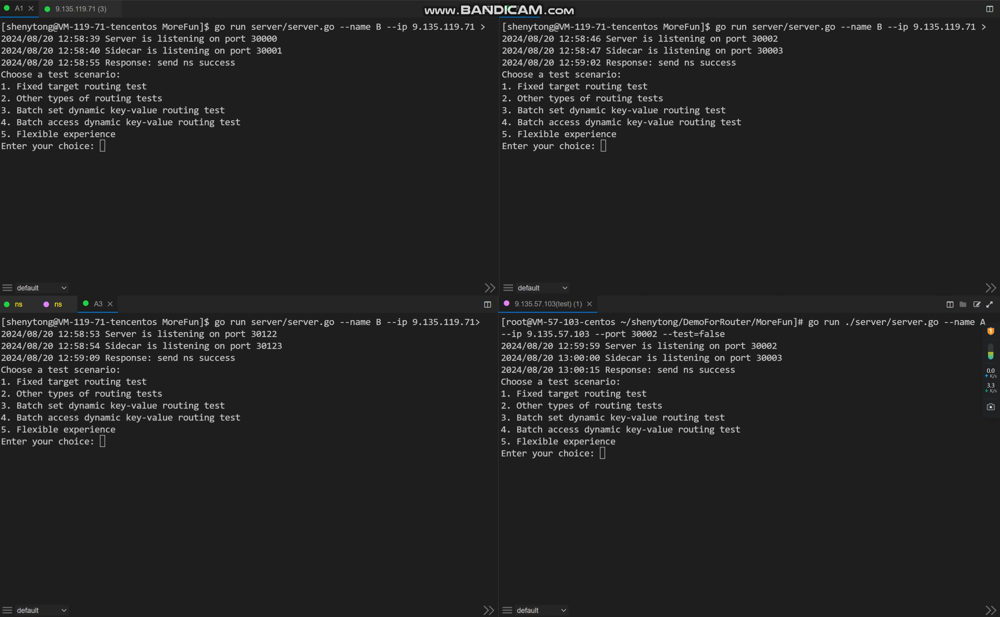 A1
9.135.119.71 (3)
www.BANDICAM.com
[shenytong@VM-119-71-tencentos MoreFun]$ go run server/server.go --name B --ip 9.135.119.71 >
2024/08/20 12:58:39 Server is listening on port 30000
2024/08/20 12:58:40 Sidecar is listening on port 30001
2024/08/20 12:58:55 Response: send ns success
Choose a test scenario:
1. Fixed target routing test
2. Other types of routing tests
3. Batch set dynamic key-value routing test
4. Batch access dynamic key-value routing test
5. Flexible experience
Enter your choice:
default
[shenytong@VM-119-71-tencentos MoreFun]$ go run server/server.go --name B --ip 9.135.119.71 >
2024/08/20 12:58:46 Server is listening on port 30002
2024/08/20 12:58:47 Sidecar is listening on port 30003
2024/08/20 12:59:02 Response: send ns success
Choose a test scenario:
1. Fixed target routing test
2. Other types of routing tests
3. Batch set dynamic key-value routing test
4. Batch access dynamic key-value routing test
5. Flexible experience
Enter your choice:
default
ns
ns
A3
[shenytong@VM-119-71-tencentos MoreFun]$ go run server/server.go --name B --ip 9.135.119.71>
2024/08/20 12:58:53 Server is listening on port 30122
2024/08/20 12:58:54 Sidecar is listening on port 30123
2024/08/20 12:59:09 Response: send ns success
Choose a test scenario:
1. Fixed target routing test
2. Other types of routing tests
3. Batch set dynamic key-value routing test
4. Batch access dynamic key-value routing test
5. Flexible experience
Enter your choice:
default
9.135.57.103(test) (1)
[root@VM-57-103-centos ~/shenytong/DemoForRouter/MoreFun]# go run ./server/server.go --name A
--ip 9.135.57.103 --port 30002 --test=false
2024/08/20 12:59:59 Server is listening on port 30002
2024/08/20 13:00:00 Sidecar is listening on port 30003
2024/08/20 13:00:15 Response: send ns success
Choose a test scenario:
1. Fixed target routing test
2. Other types of routing tests
3. Batch set dynamic key-value routing test
4. Batch access dynamic key-value routing test
5. Flexible experience
Enter your choice:
default
1
0.0
K/s
3.3
K/s